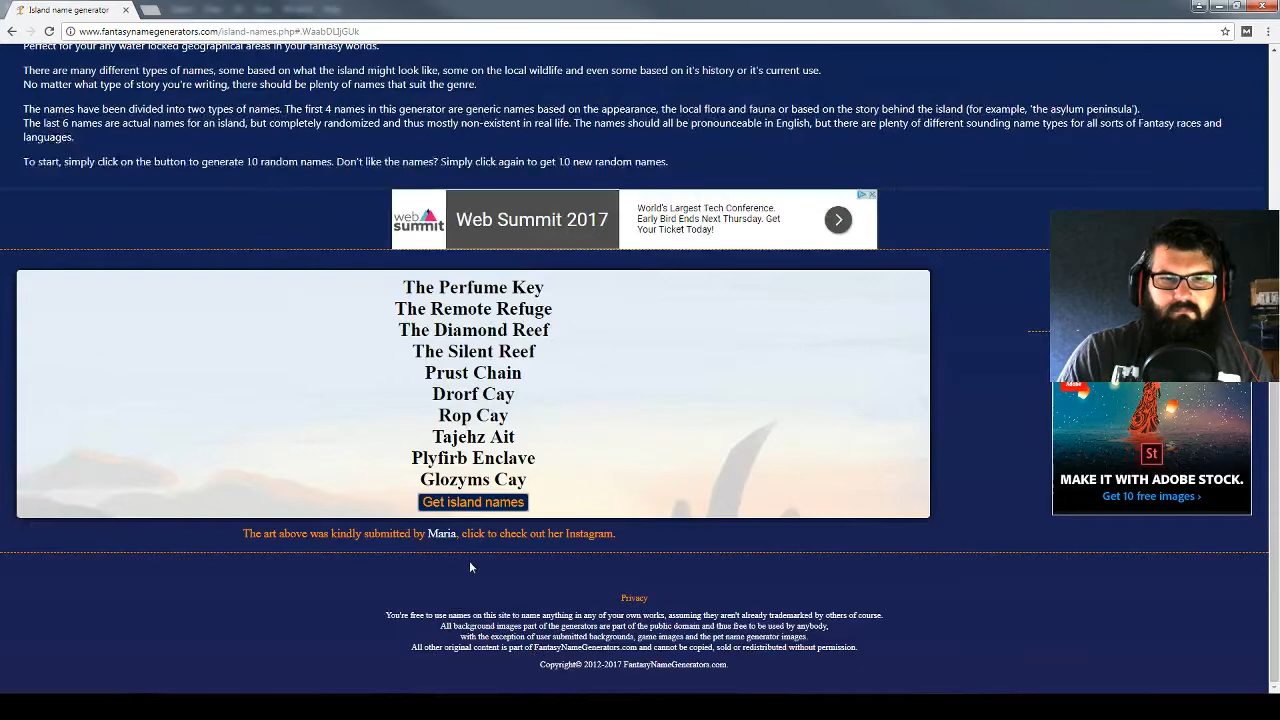 Island name generator
www.fantasynamegenerators.com/island-names.php#.WaabDLJjGUk
Perfect for your any water locked geographical areas in your fantasy worlds.
There are many different types of names, some based on what the island might look like, some on the local wildlife and even some based on it's history or it's current use.
No matter what type of story you're writing, there should be plenty of names that suit the genre.
The names have been divided into two types of names. The first 4 names in this generator are generic names based on the appearance, the local flora and fauna or based on the story behind the island (for example, 'the asylum peninsula').
The last 6 names are actual names for an island, but completely randomized and thus mostly non-existent in real life. The names should all be pronounceable in English, but there are plenty of different sounding name types for all sorts of Fantasy races and
languages.
To start, simply click on the button to generate 10 random names. Don't like the names? Simply click again to get 10 new random names.
web summit
Web Summit 2017
World's Largest Tech Conference.
Early Bird Ends Next Thursday. Get
Your Ticket Today!
The Perfume Key
The Remote Refuge
The Diamond Reef
The Silent Reef
Prust Chain
Drorf Cay
Rop Cay
Tajehz Ait
Plyfirb Enclave
Glozyms Cay
Get island names
The art above was kindly submitted by Maria, click to check out her Instagram.
Adobe
St
MAKE IT WITH ADOBE STOCK.
Get 10 free images ›
Privacy
You're free to use names on this site to name anything in any of your own works, assuming they aren't already trademarked by others of course.
All background images part of the generators are part of the public domain and thus free to be used by anybody,
with the exception of user submitted backgrounds, game images and the pet name generator images.
All other original content is part of FantasyNameGenerators.com and cannot be copied, sold or redistributed without permission.
Copyright© 2012-2017 FantasyNameGenerators.com.